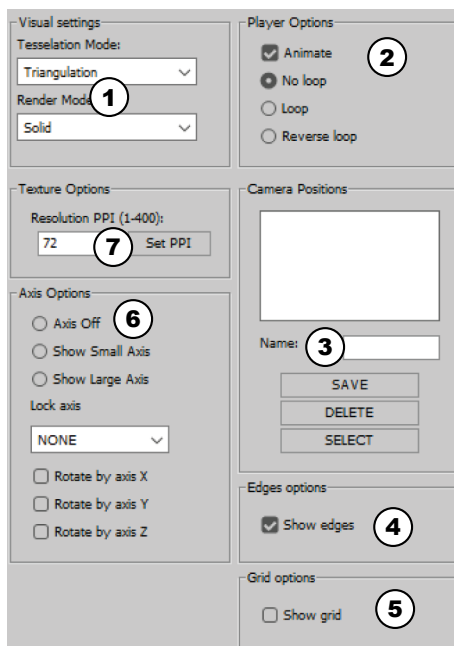 Visual settings
Tesselation Mode:
Triangulation
Render Mode
1
Solid
Player Options
Animate
2
No loop
Loop
Reverse loop
Texture Options
Resolution PPI (1-400):
72
7
Set PPI
Camera Positions
Name:
3
SAVE
DELETE
SELECT
Axis Options
Axis Off
6
Show Small Axis
Show Large Axis
Lock axis
NONE
Rotate by axis X
Rotate by axis Y
Rotate by axis Z
Edges options
Show edges
4
Grid options
Show grid
5